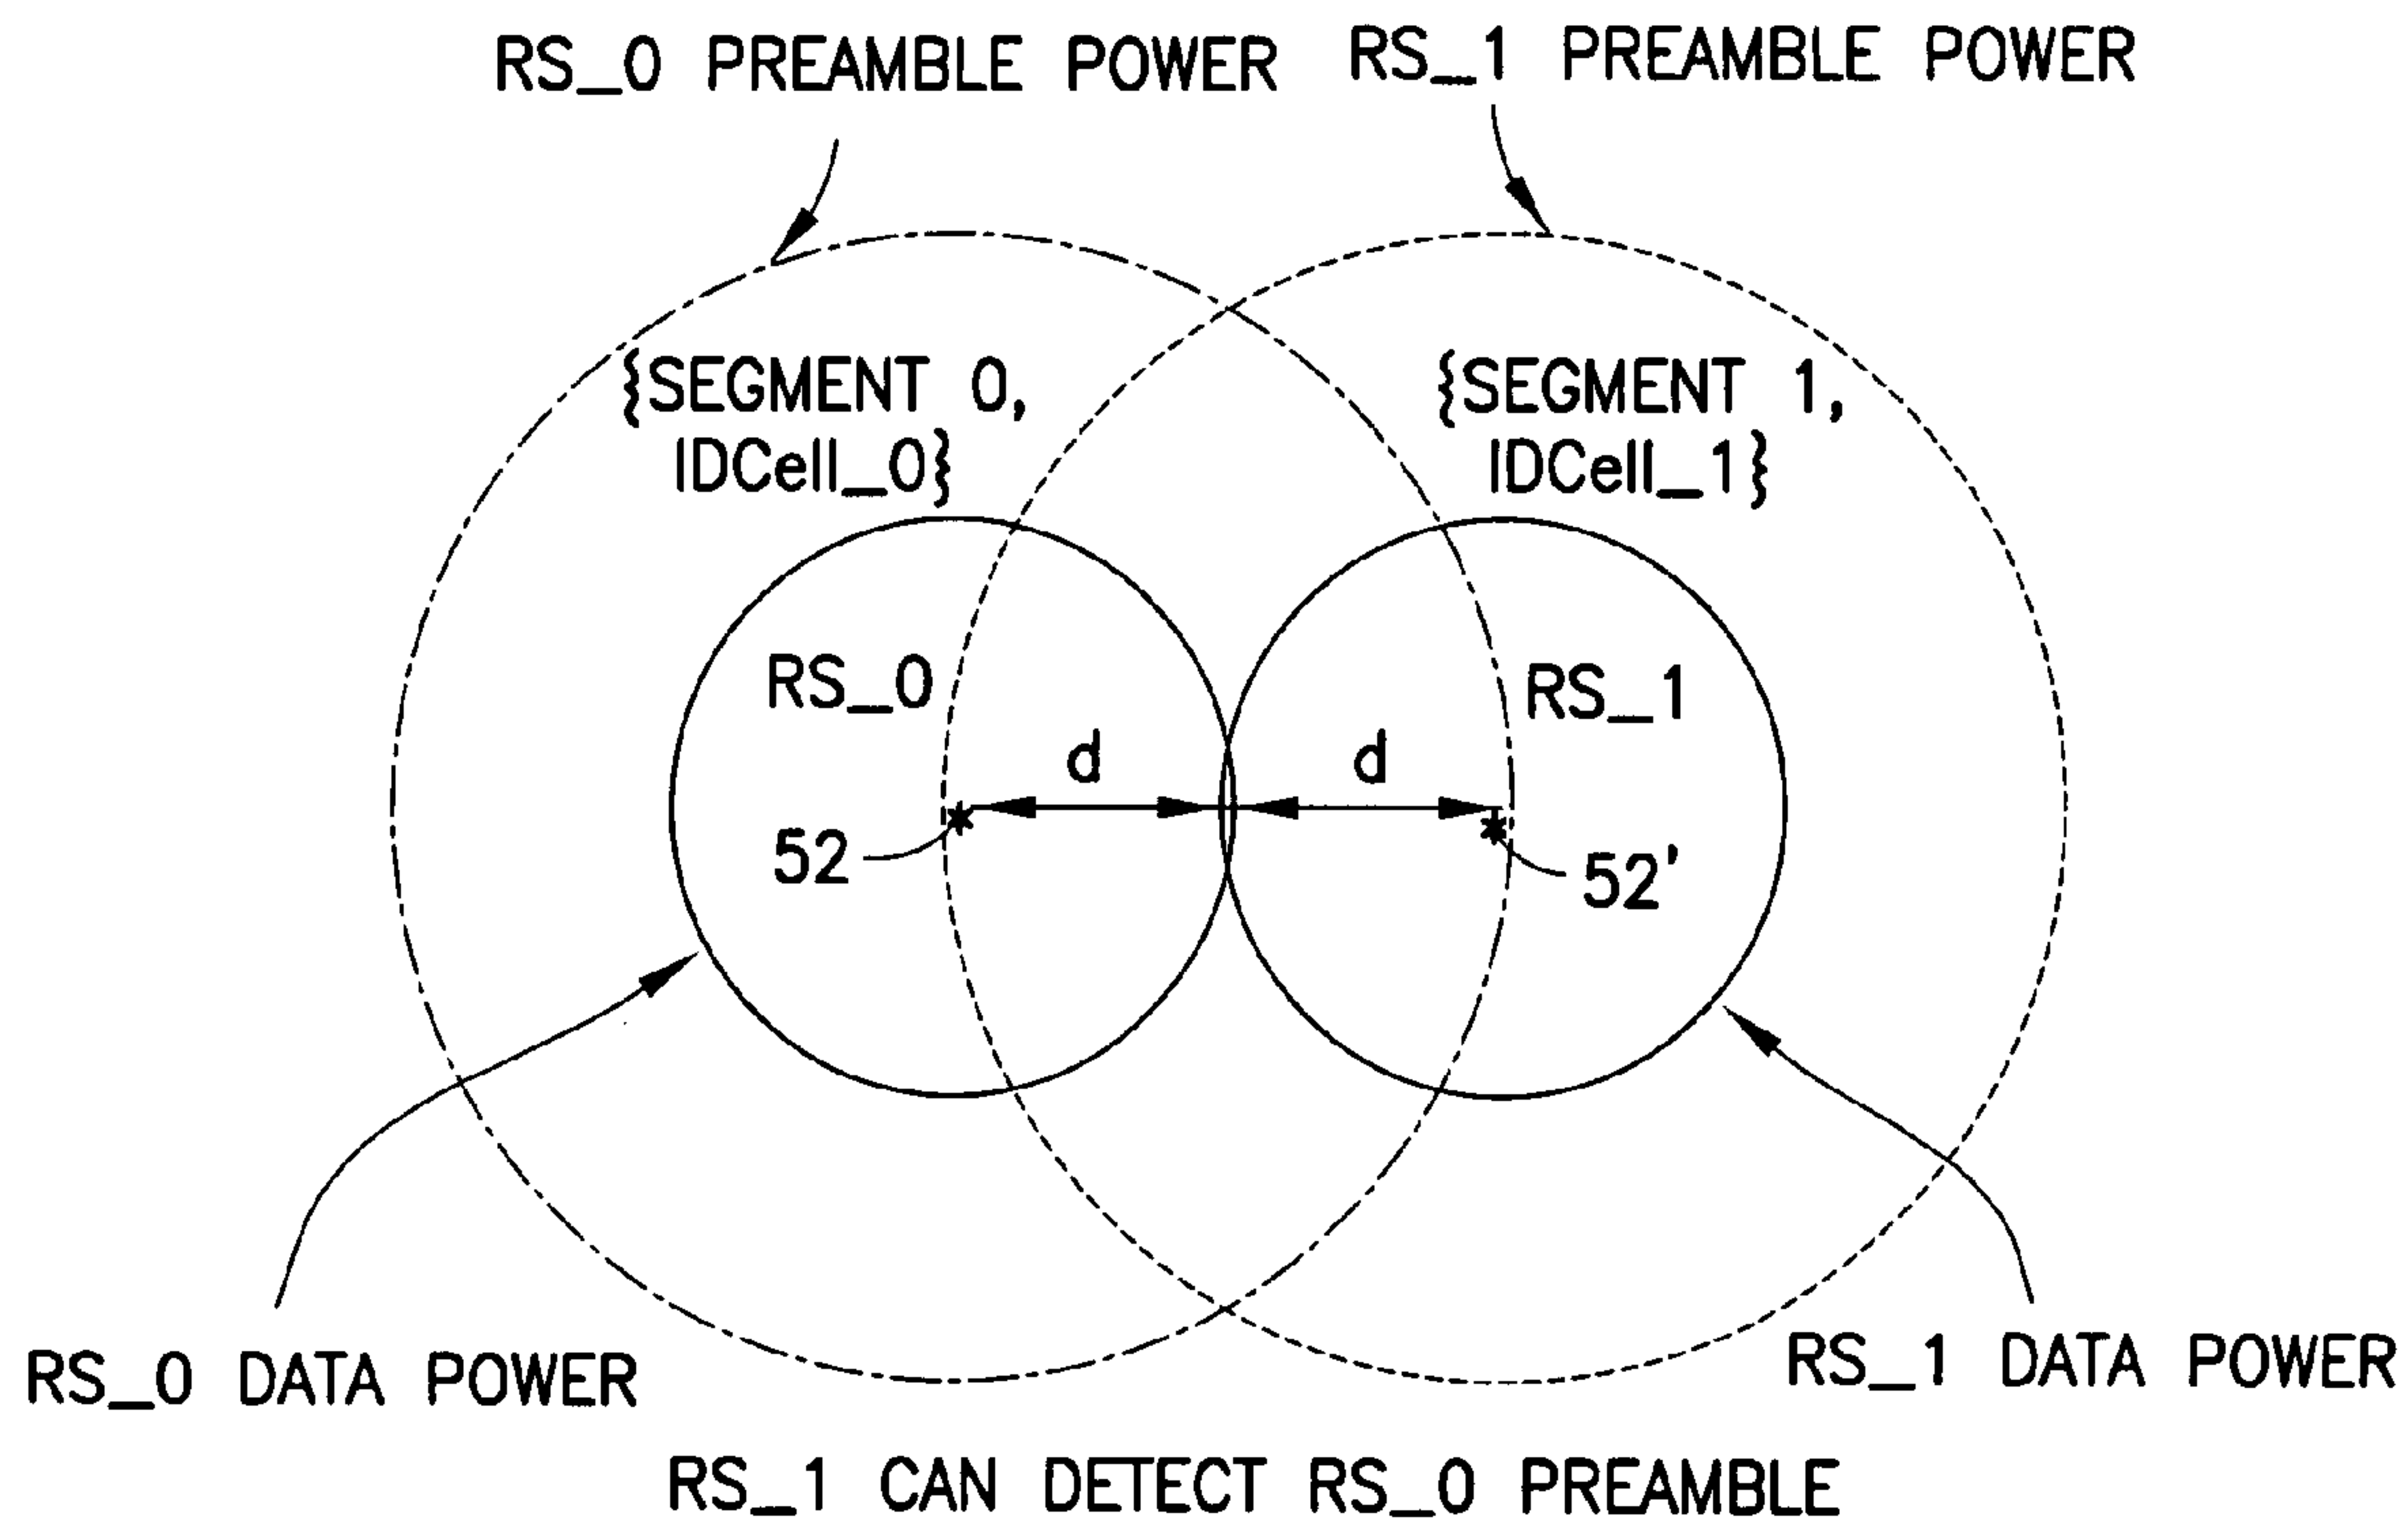 RS_0 PREAMBLE POWER
RS_1 PREAMBLE POWER
{SEGMENT 0,
IDCell_0}
{SEGMENT 1,
IDCell_1}
RS_0
RS_1
d
d
52
52'
RS_0 DATA POWER
RS_1 DATA POWER
RS_1 CAN DETECT RS_0 PREAMBLE